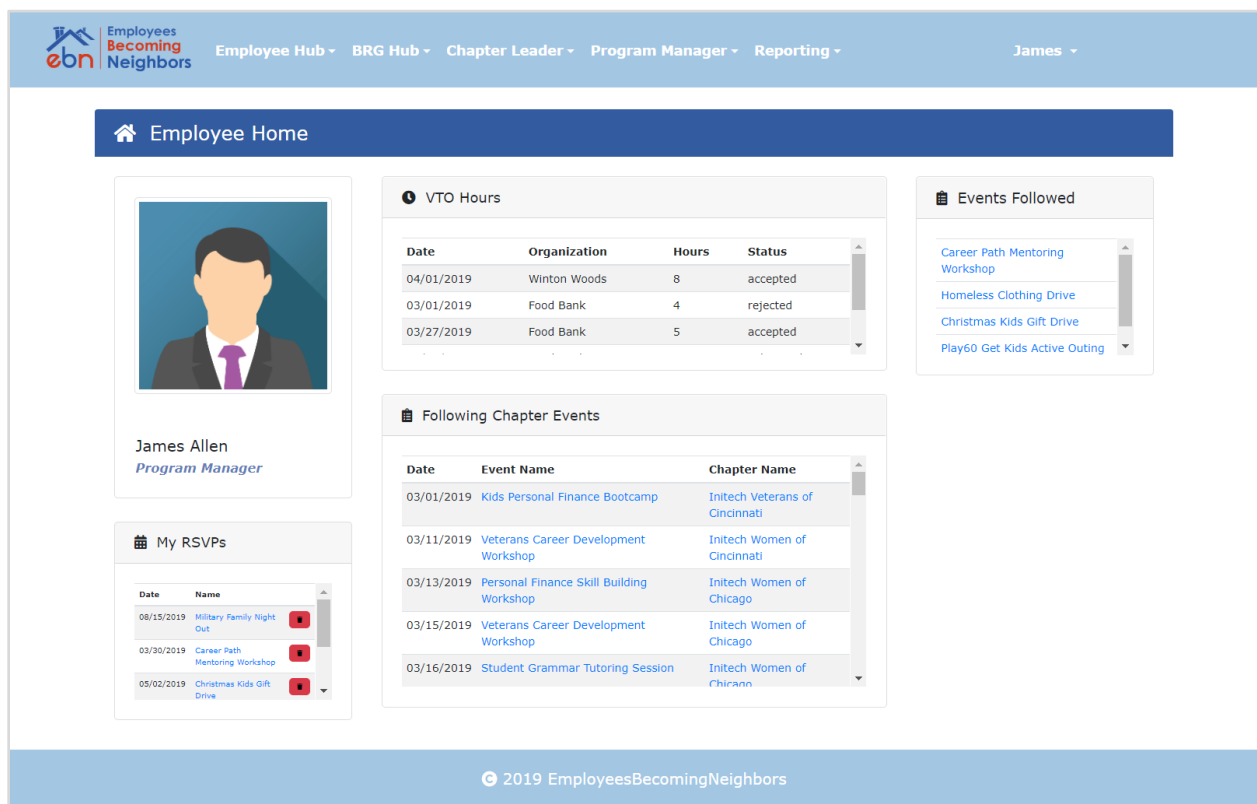 Employees
Becoming
ebn Neighbors
Employee Hub BRG Hub Chapter Leader Program Manager Reporting James
Employee Home
James Allen
Program Manager
My RSVPs
Date Name
08/15/2019 Military Family Night
Out
03/30/2019 Career Path
Mentoring Workshop
05/02/2019 Christmas Kids Gift
Drive
VTO Hours
Date Organization Hours Status
04/01/2019 Winton Woods 8 accepted
03/01/2019 Food Bank 4 rejected
03/27/2019 Food Bank 5 accepted
Following Chapter Events
Date Event Name Chapter Name
03/01/2019 Kids Personal Finance Bootcamp Initech Veterans of
Cincinnati
03/11/2019 Veterans Career Development Initech Women of
Workshop Cincinnati
03/13/2019 Personal Finance Skill Building Initech Women of
Workshop Chicago
03/15/2019 Veterans Career Development Initech Women of
Workshop Chicago
03/16/2019 Student Grammar Tutoring Session Initech Women of
Chicago
Events Followed
Career Path Mentoring
Workshop
Homeless Clothing Drive
Christmas Kids Gift Drive
Play60 Get Kids Active Outing
© 2019 EmployeesBecomingNeighbors